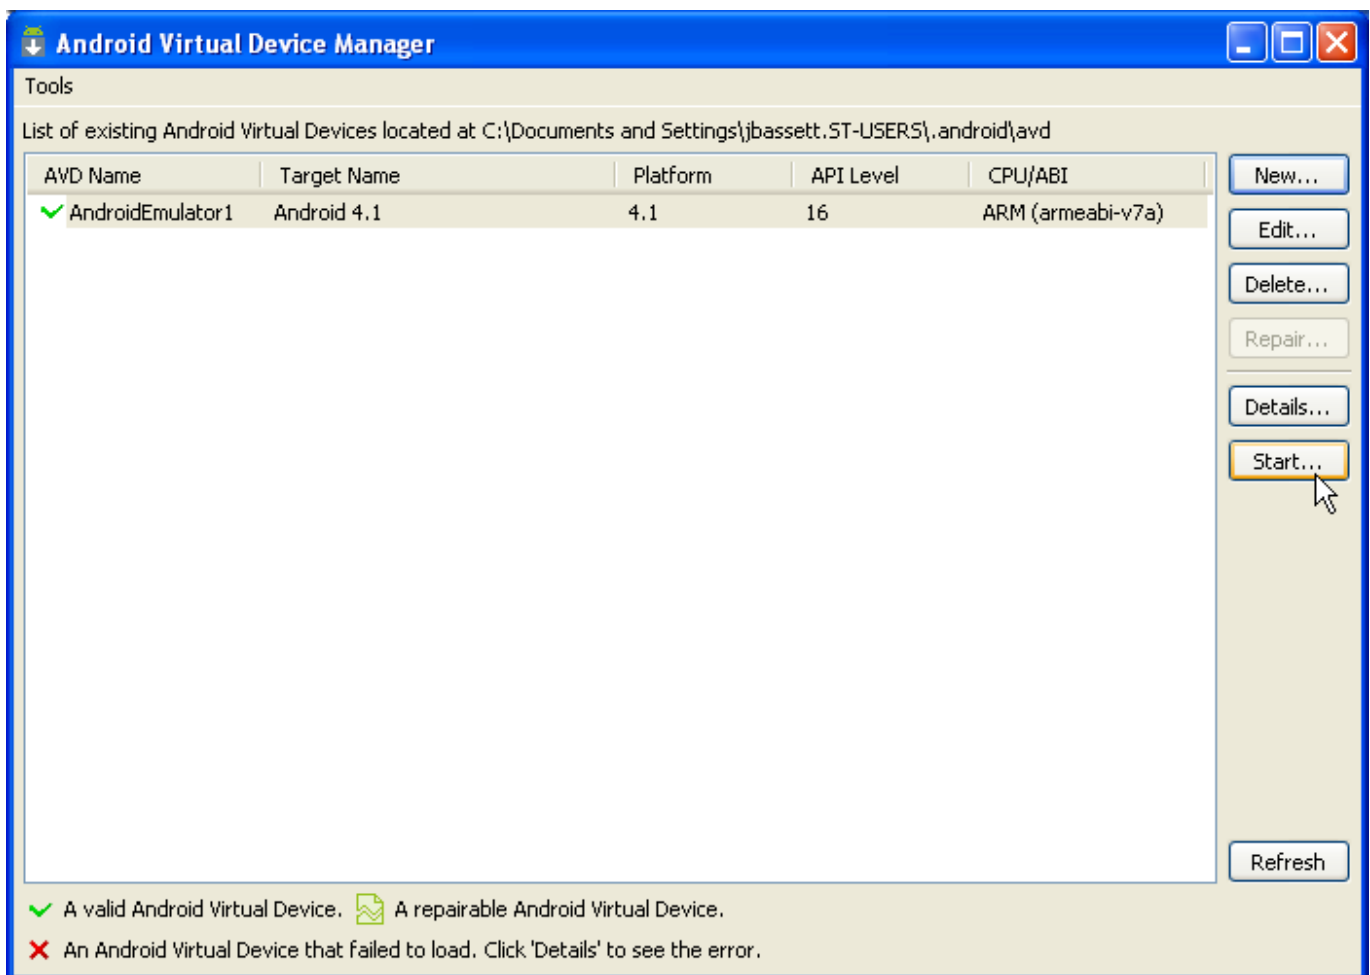 Android Virtual Device Manager
Tools
List of existing Android Virtual Devices located at C:\Documents and Settings\jbassett.ST-USERS\.android\avd
AVD Name Target Name Platform API Level CPU/ABI
AndroidEmulator1 Android 4.1 4.1 16 ARM (armeabi-v7a)
New...
Edit...
Delete...
Repair...
Details...
Start...
Refresh
A valid Android Virtual Device. A repairable Android Virtual Device.
An Android Virtual Device that failed to load. Click 'Details' to see the error.